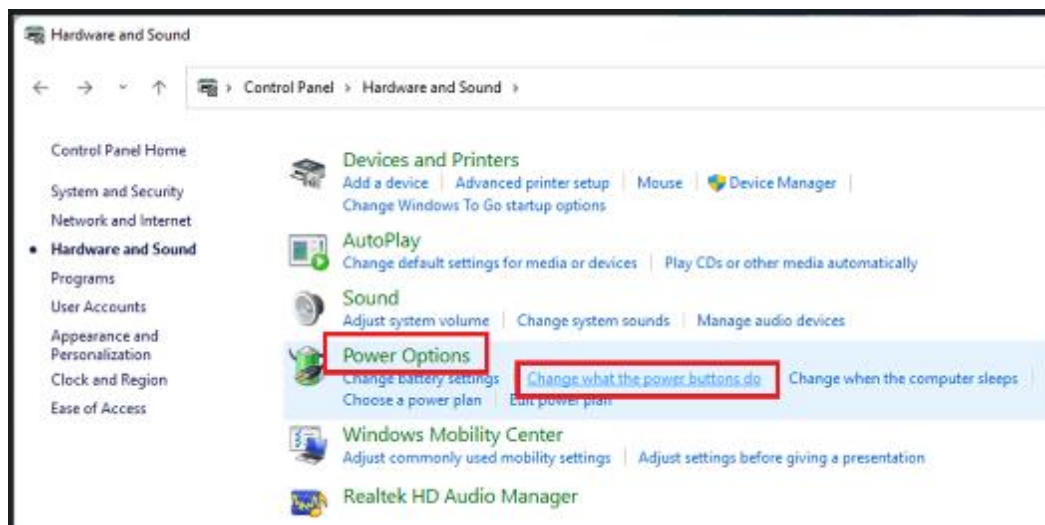 Hardware and Sound
Control Panel > Hardware and Sound >
Control Panel Home
System and Security
Network and Internet
Hardware and Sound
Programs
User Accounts
Appearance and
Personalization
Clock and Region
Ease of Access
Devices and Printers
Add a device | Advanced printer setup | Mouse | Device Manager |
Change Windows To Go startup options
AutoPlay
Change default settings for media or devices | Play CDs or other media automatically
Sound
Adjust system volume | Change system sounds | Manage audio devices
Power Options
Change battery settings | Change what the power buttons do | Change when the computer sleeps |
Choose a power plan | Edit power plan
Windows Mobility Center
Adjust commonly used mobility settings | Adjust settings before giving a presentation
Realtek HD Audio Manager